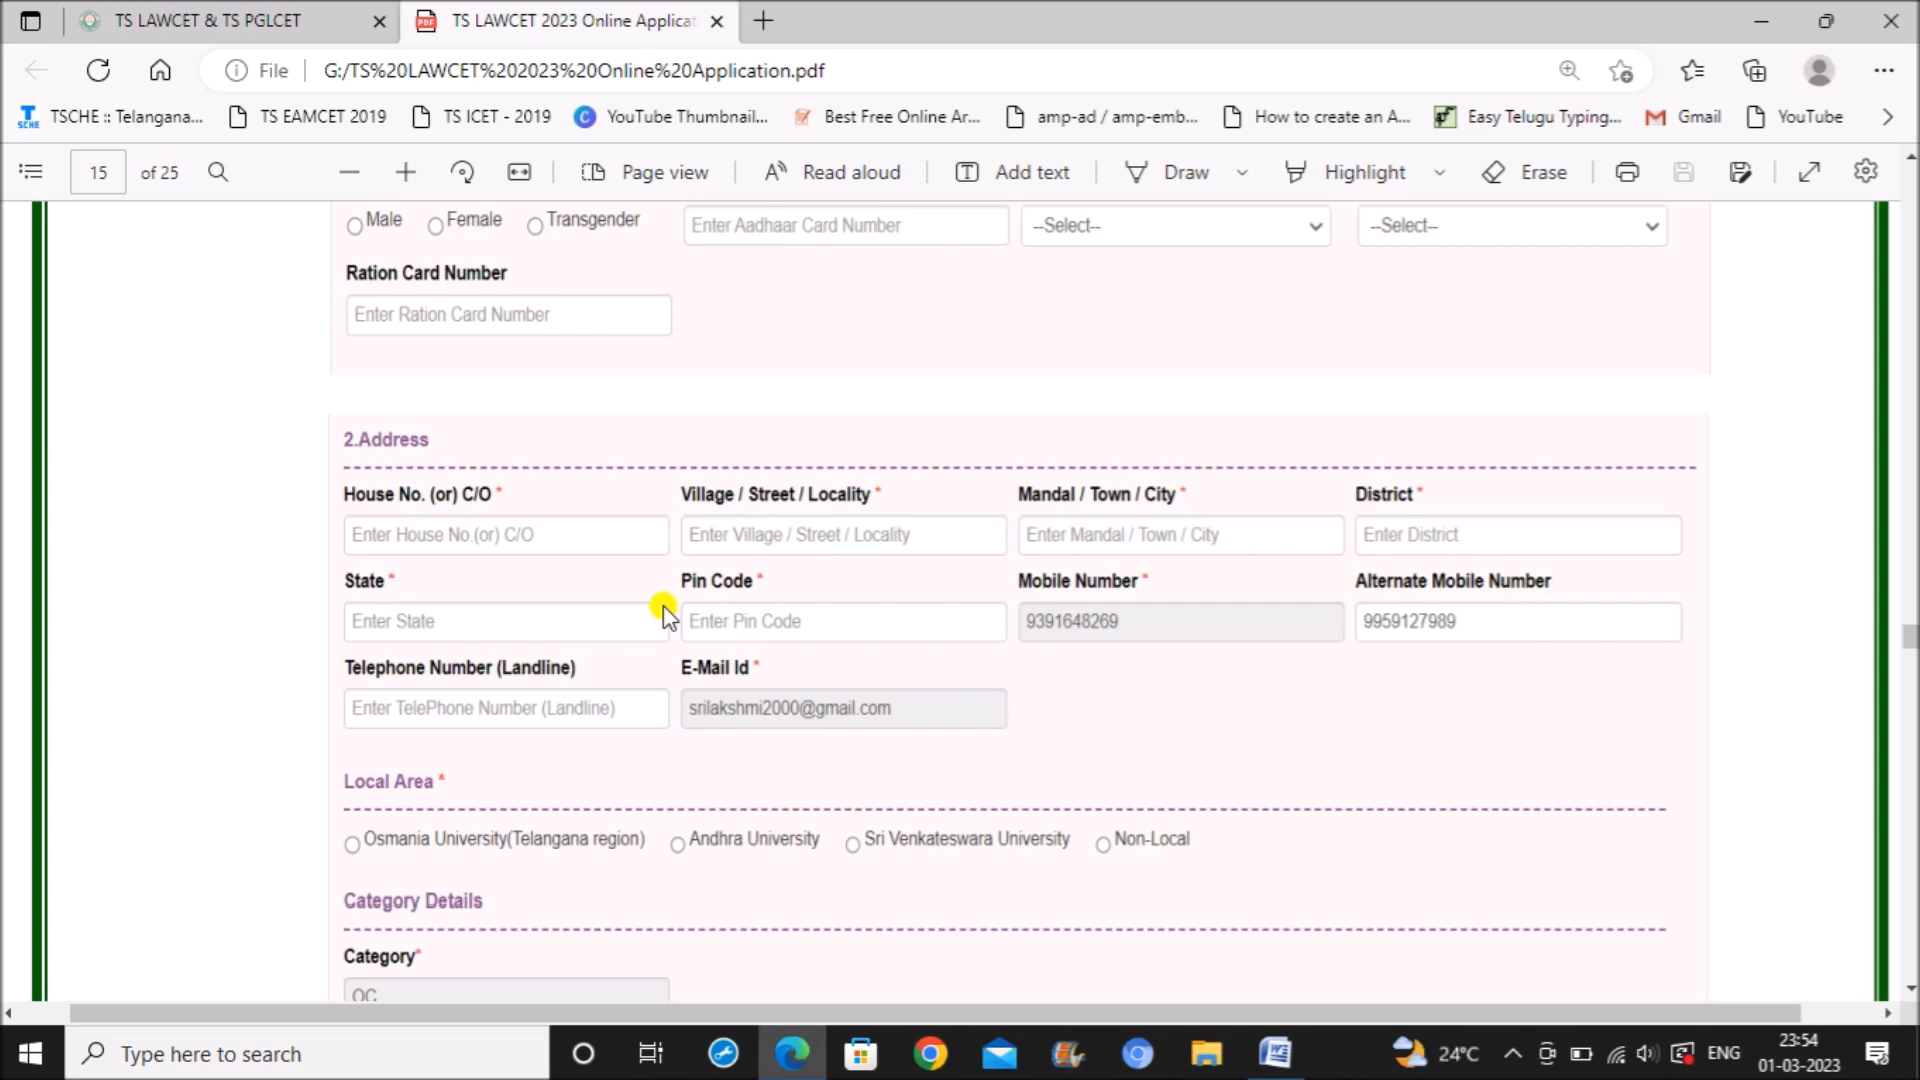 TS LAWCET & TS PGLCET
TS LAWCET 2023 Online Applicat
File G:/TS%20LAWCET%202023%20Online%20Application.pdf
TSCHE :: Telangana... TS EAMCET 2019 TS ICET - 2019 YouTube Thumbnail... Best Free Online Ar... amp-ad / amp-emb... How to create an A... Easy Telugu Typing... Gmail YouTube
15 of 25 Page view Read aloud Add text Draw Highlight Erase
Male Female Transgender Enter Aadhaar Card Number --Select-- --Select--
Ration Card Number
Enter Ration Card Number
2.Address
House No. (or) C/O * Village / Street / Locality * Mandal / Town / City * District *
Enter House No.(or) C/O Enter Village / Street / Locality Enter Mandal / Town / City Enter District
State * Pin Code * Mobile Number * Alternate Mobile Number
Enter State Enter Pin Code 9391648269 9959127989
Telephone Number (Landline) E-Mail Id *
Enter TelePhone Number (Landline) srilakshmi2000@gmail.com
Local Area *
Osmania University(Telangana region) Andhra University Sri Venkateswara University Non-Local
Category Details
Category*
OC
Type here to search 24°C ENG 23:54
01-03-2023